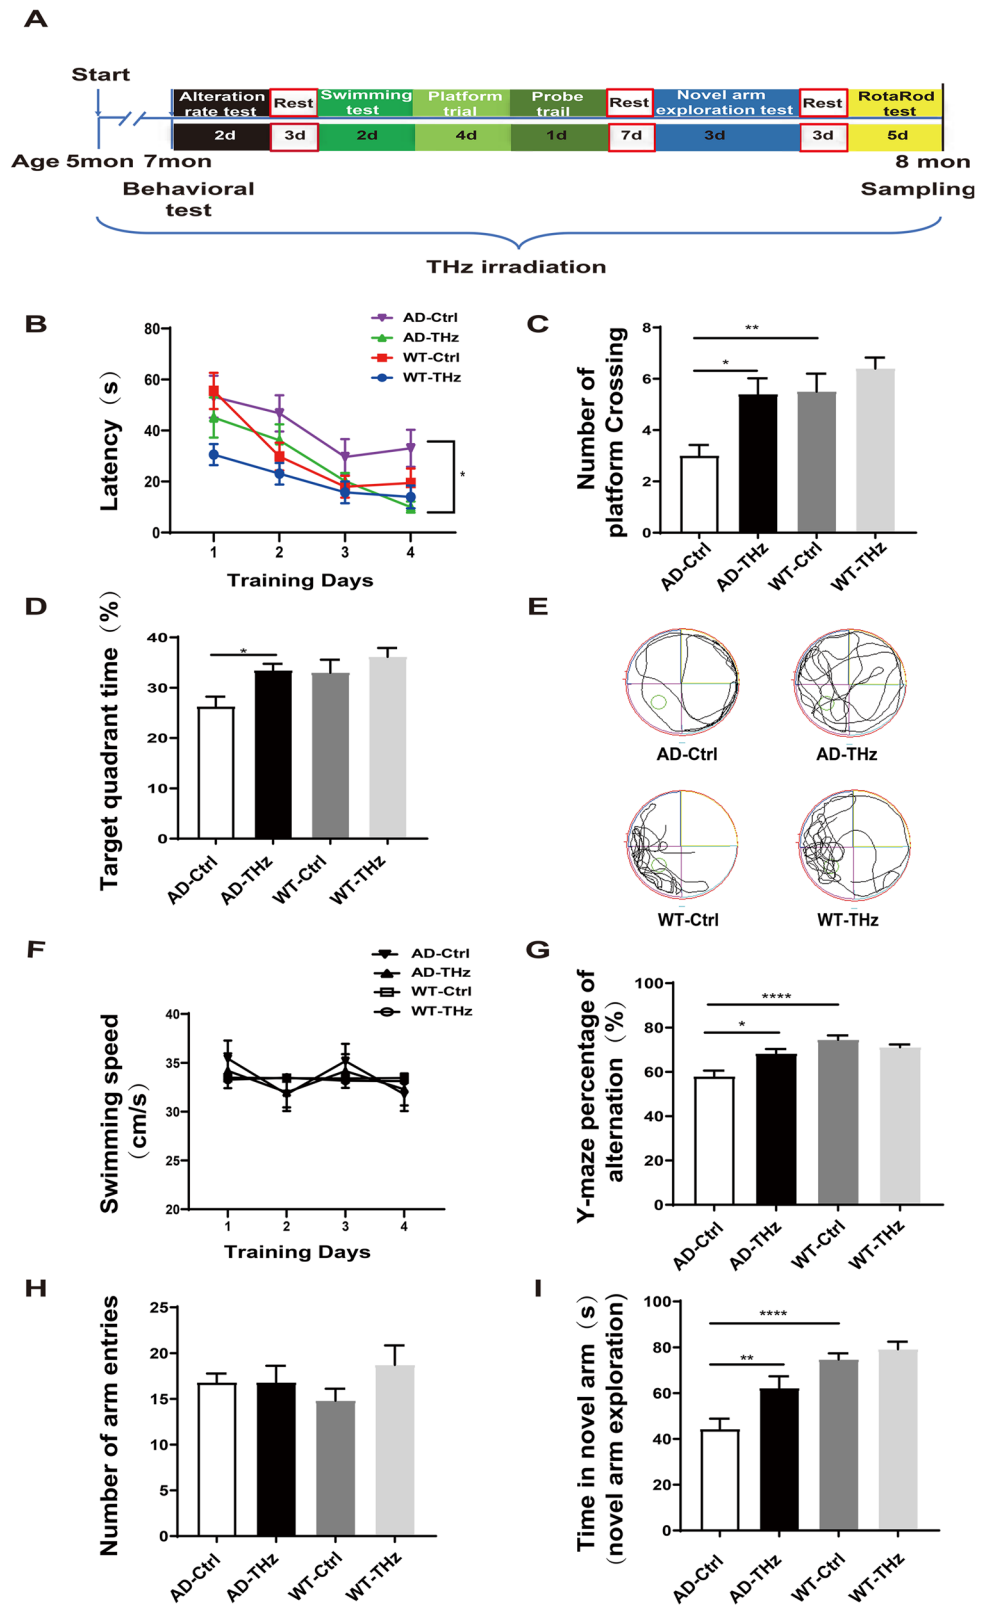 A
Start
Alteration
rate test
Rest
Swimming
test
Platform
trial
Probe
trail
Rest
Novel arm
exploration test
Rest
RotaRod
test
2d
3d
2d
4d
1d
7d
3d
3d
5d
Age 5mon 7mon
8 mon
Behavioral
test
Sampling
THz irradiation
B
Latency（s）
80
60
40
20
0
1
2
3
4
Training Days
AD-Ctrl
AD-THz
WT-Ctrl
WT-THz
*
C
Number of
platform Crossing
8
6
4
2
0
**
*
AD-Ctrl
AD-THz
WT-Ctrl
WT-THz
D
Target quadrant time（%）
40
30
20
10
0
*
AD-Ctrl
AD-THz
WT-Ctrl
WT-THz
E
AD-Ctrl
AD-THz
WT-Ctrl
WT-THz
F
Swimming speed
（cm/s）
40
35
30
25
20
1
2
3
4
Training Days
AD-Ctrl
AD-THz
WT-Ctrl
WT-THz
G
Y-maze percentage of
alternation（%）
100
80
60
40
20
0
****
*
AD-Ctrl
AD-THz
WT-Ctrl
WT-THz
H
Number of arm entries
25
20
15
10
5
0
AD-Ctrl
AD-THz
WT-Ctrl
WT-THz
I
Time in novel arm（s）
（novel arm exploration)
100
80
60
40
20
0
****
**
AD-Ctrl
AD-THz
WT-Ctrl
WT-THz